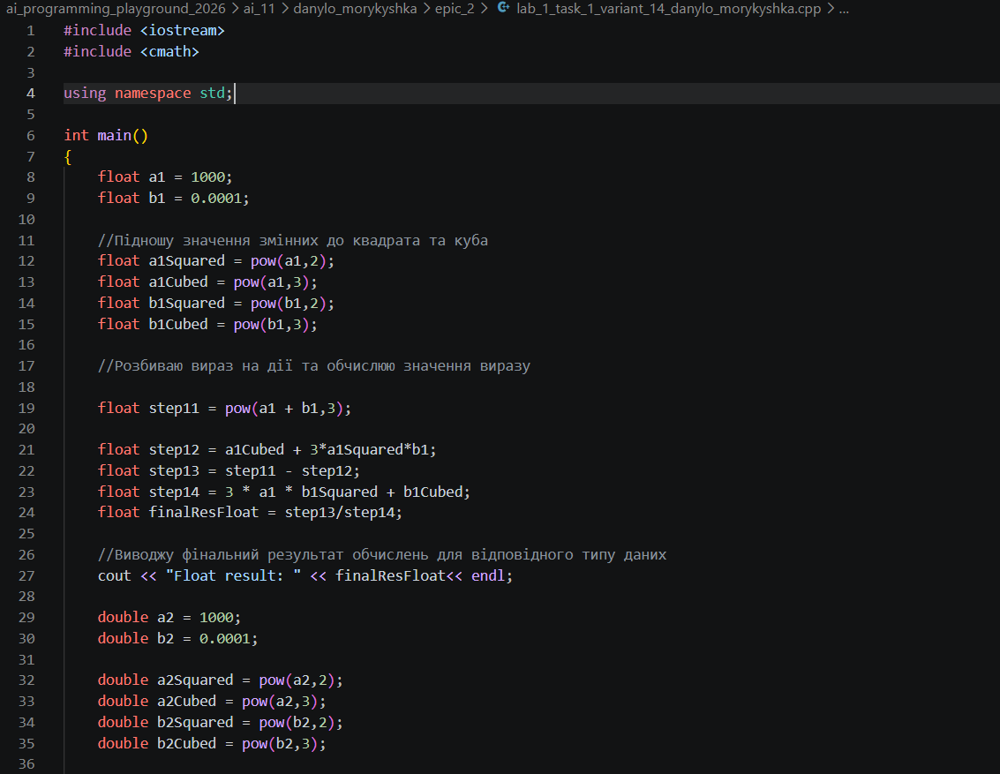 ai_programming_playground_2026 > ai_11 > danylo_morykyshka > epic_2 > lab_1_task_1_variant_14_danylo_morykyshka.cpp > ...
1 #include <iostream>
2 #include <cmath>
3
4 using namespace std;
5
6 int main()
7 {
8 float a1 = 1000;
9 float b1 = 0.0001;
10
11 //Підношу значення змінних до квадрата та куба
12 float a1Squared = pow(a1,2);
13 float a1Cubed = pow(a1,3);
14 float b1Squared = pow(b1,2);
15 float b1Cubed = pow(b1,3);
16
17 //Розбиваю вираз на дії та обчислюю значення виразу
18
19 float step11 = pow(a1 + b1,3);
20
21 float step12 = a1Cubed + 3*a1Squared*b1;
22 float step13 = step11 - step12;
23 float step14 = 3 * a1 * b1Squared + b1Cubed;
24 float finalResFloat = step13/step14;
25
26 //Виводжу фінальний результат обчислень для відповідного типу даних
27 cout << "Float result: " << finalResFloat<< endl;
28
29 double a2 = 1000;
30 double b2 = 0.0001;
31
32 double a2Squared = pow(a2,2);
33 double a2Cubed = pow(a2,3);
34 double b2Squared = pow(b2,2);
35 double b2Cubed = pow(b2,3);
36